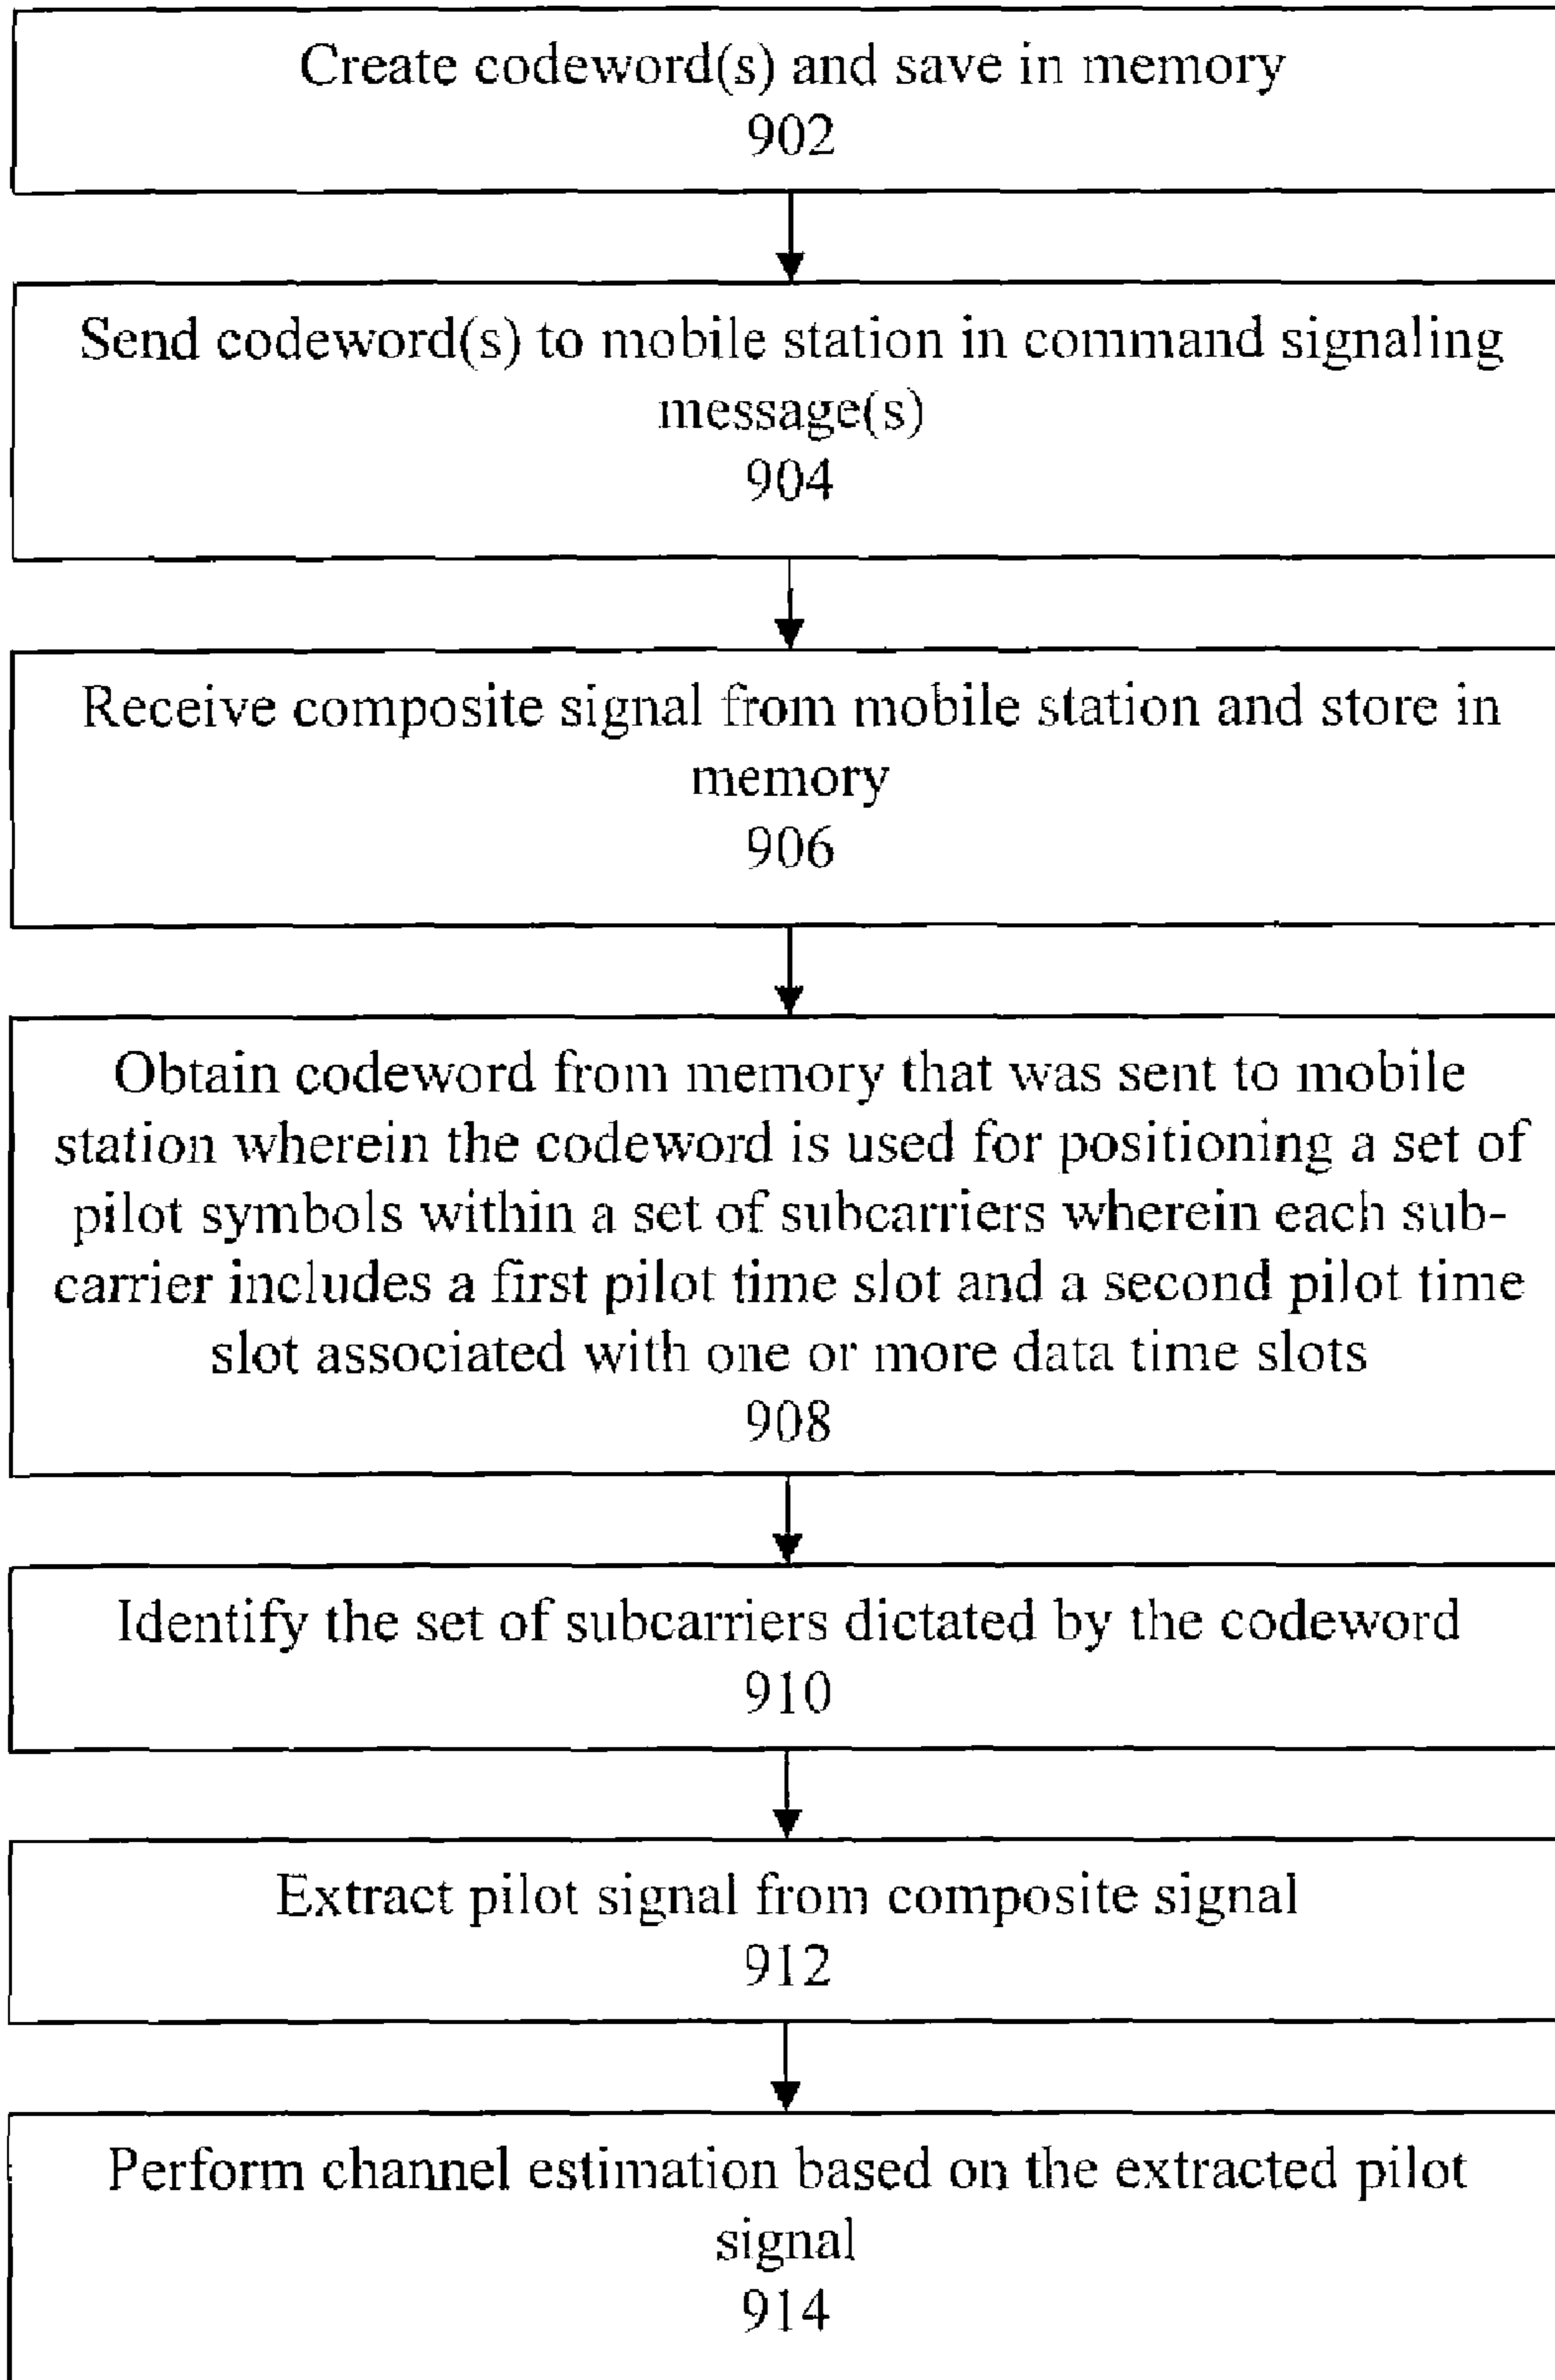 Create codeword(s) and save in memory
902
Send codeword(s) to mobile station in command signaling
message(s)
904
Receive composite signal from mobile station and store in
memory
906
Obtain codeword from memory that was sent to mobile
station wherein the codeword is used for positioning a set of
pilot symbols within a set of subcarriers wherein each sub-
carrier includes a first pilot time slot and a second pilot time
slot associated with one or more data time slots
908
Identify the set of subcarriers dictated by the codeword
910
Extract pilot signal from composite signal
912
Perform channel estimation based on the extracted pilot
signal
914